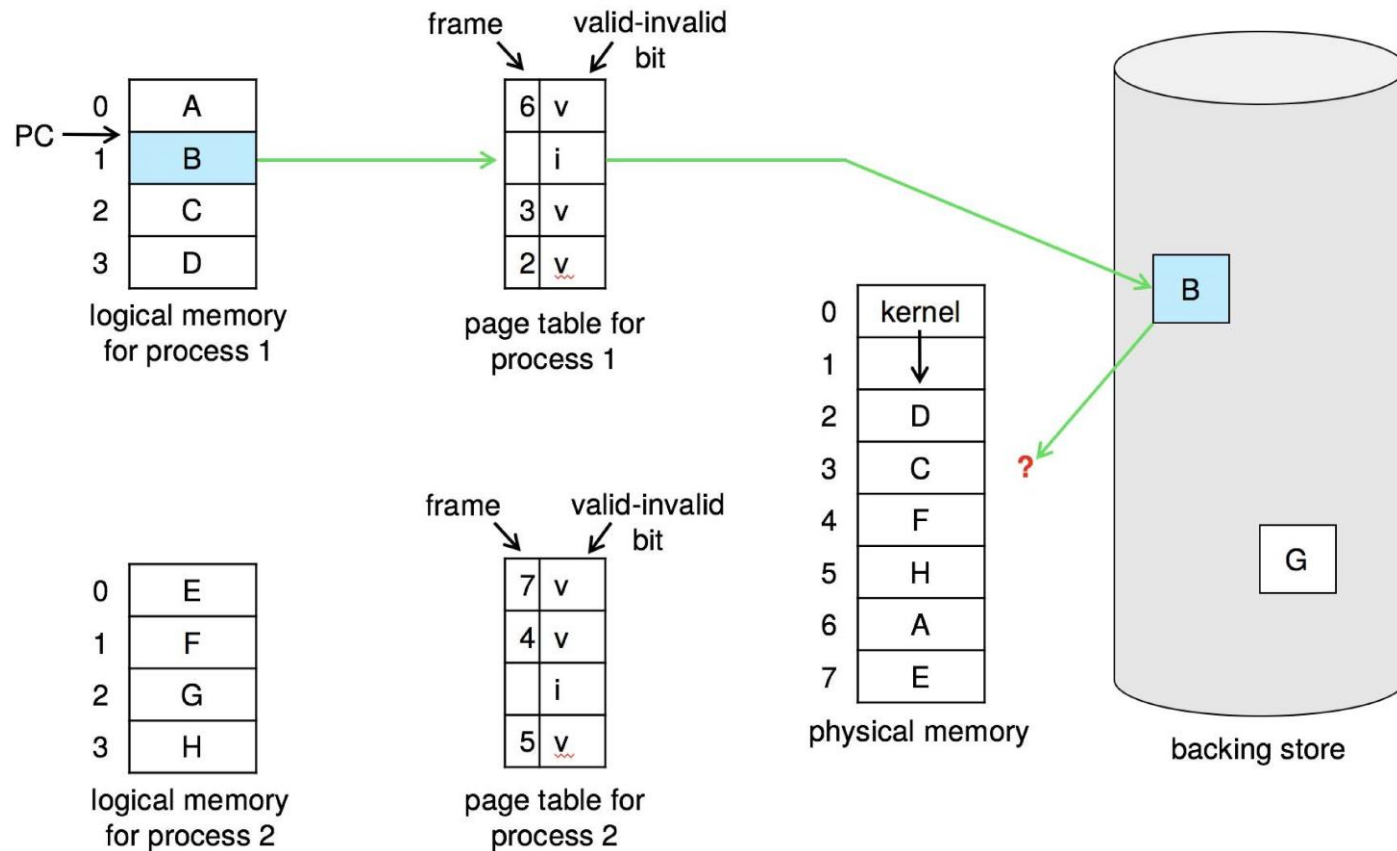 frame valid-invalid
bit
PC
0 A
1 B
2 C
3 D
logical memory
for process 1
6 v
i
3 v
2 v
page table for
process 1
0 kernel
1
2 D
3 C
4 F
5 H
6 A
7 E
physical memory
?
B
G
backing store
frame valid-invalid
bit
0 E
1 F
2 G
3 H
logical memory
for process 2
7 v
4 v
i
5 v
page table for
process 2